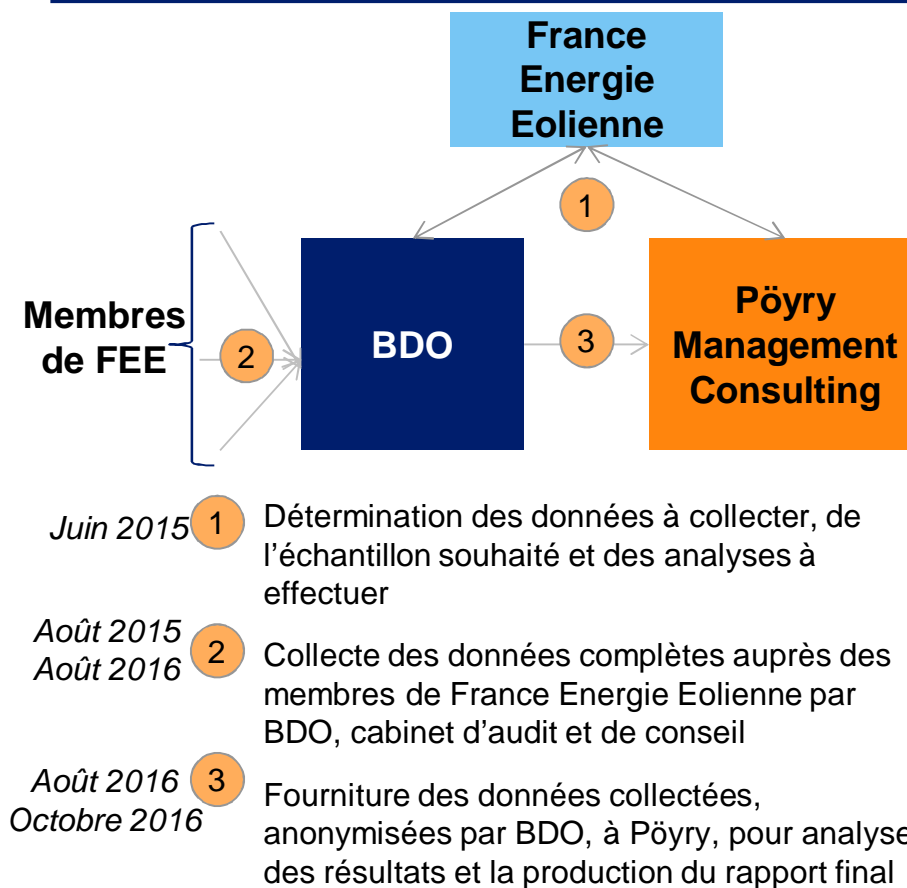 France
Energie
Eolienne
1
Membres
de FEE
2
BDO
3
Pöyry
Management
Consulting
Juin 2015
1
Détermination des données à collecter, de
l'échantillon souhaité et des analyses à
effectuer
Août 2015
Août 2016
2
Collecte des données complètes auprès des
membres de France Energie Eolienne par
BDO, cabinet d'audit et de conseil
Août 2016
Octobre 2016
3
Fourniture des données collectées,
anonymisées par BDO, à Pöyry, pour analyse
des résultats et la production du rapport final